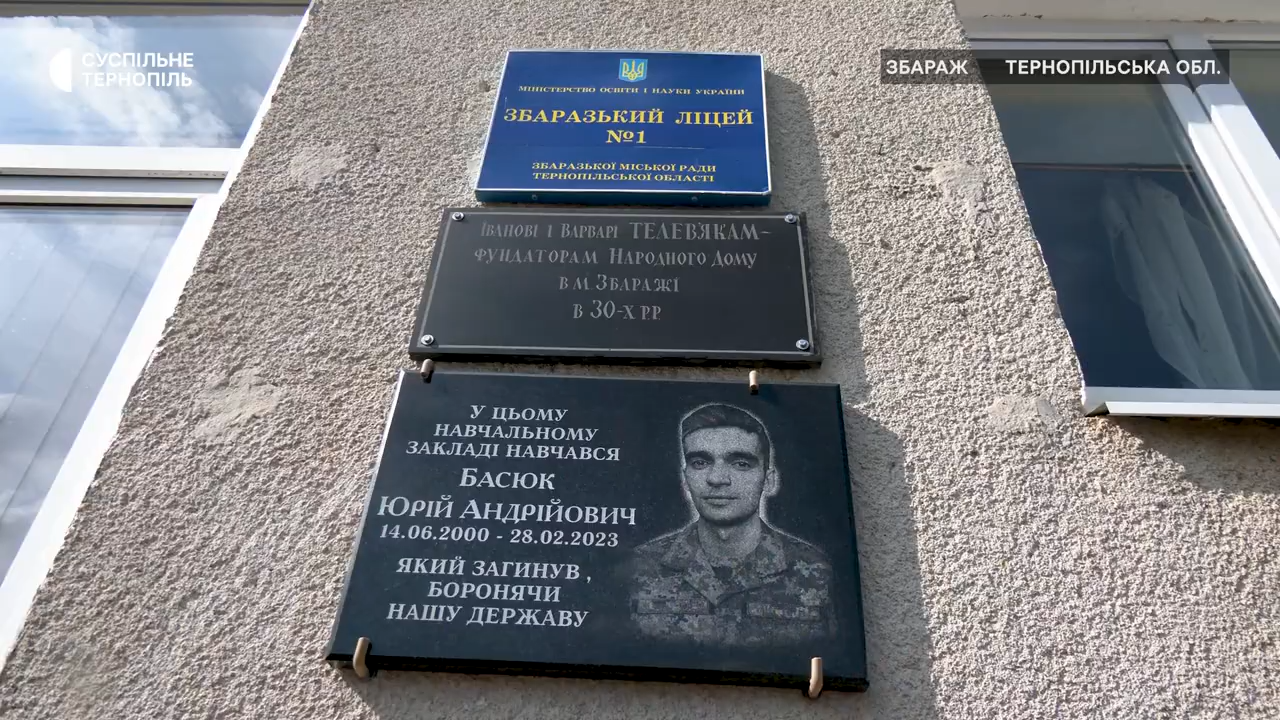 СУСПІЛЬНЕ
ТЕРНОПІЛЬ
ЗБАРАЖ ТЕРНОПІЛЬСЬКА ОБЛ.
МІНІСТЕРСТВО ОСВІТИ І НАУКИ УКРАЇНИ
ЗБАРАЗЬКИЙ ЛІЦЕЙ
№1
ЗБАРАЗЬКОЇ МІСЬКОЇ РАДИ
ТЕРНОПІЛЬСЬКОЇ ОБЛАСТІ
ІВАНОВІ І ВАРВАРІ ТЕЛЕВ'ЯКАМ–
ФУНДАТОРАМ НАРОДНОГО ДОМУ
В М. ЗБАРАЖІ
В 30-Х Р.Р.
У ЦЬОМУ
НАВЧАЛЬНОМУ
ЗАКЛАДІ НАВЧАВСЯ
БАСЮК
ЮРІЙ АНДРІЙОВИЧ
14.06.2000 - 28.02.2023
ЯКИЙ ЗАГИНУВ ,
БОРОНЯЧИ
НАШУ ДЕРЖАВУ